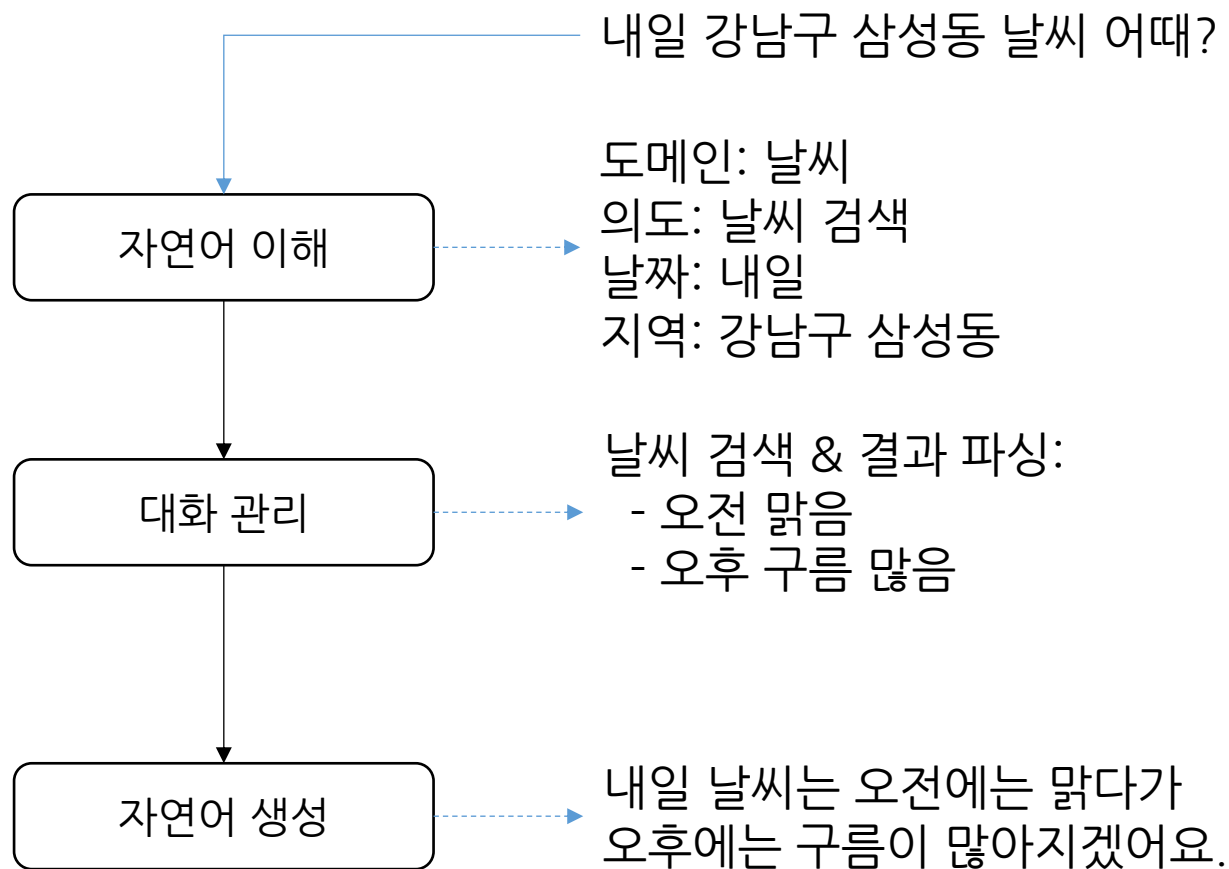 내일 강남구 삼성동 날씨 어때?
도메인: 날씨
의도: 날씨 검색
날짜: 내일
지역: 강남구 삼성동
자연어 이해
날씨 검색 & 결과 파싱:
- 오전 맑음
- 오후 구름 많음
대화 관리
내일 날씨는 오전에는 맑다가
오후에는 구름이 많아지겠어요.
자연어 생성